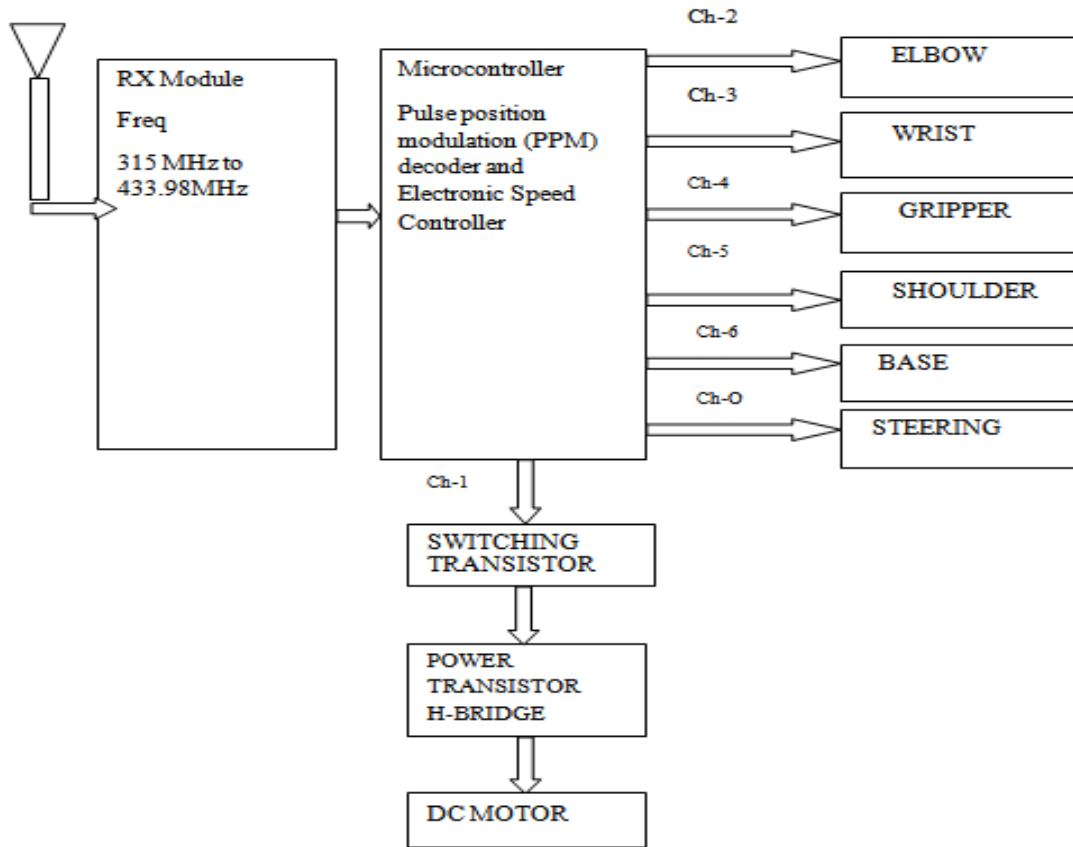 RX Module
Freq
315 MHz to
433.98MHz
Microcontroller
Pulse position
modulation (PPM)
decoder and
Electronic Speed
Controller
Ch-2
ELBOW
Ch-3
WRIST
Ch-4
GRIPPER
Ch-5
SHOULDER
Ch-6
BASE
Ch-O
STEERING
Ch-1
SWITCHING
TRANSISTOR
POWER
TRANSISTOR
H-BRIDGE
DC MOTOR